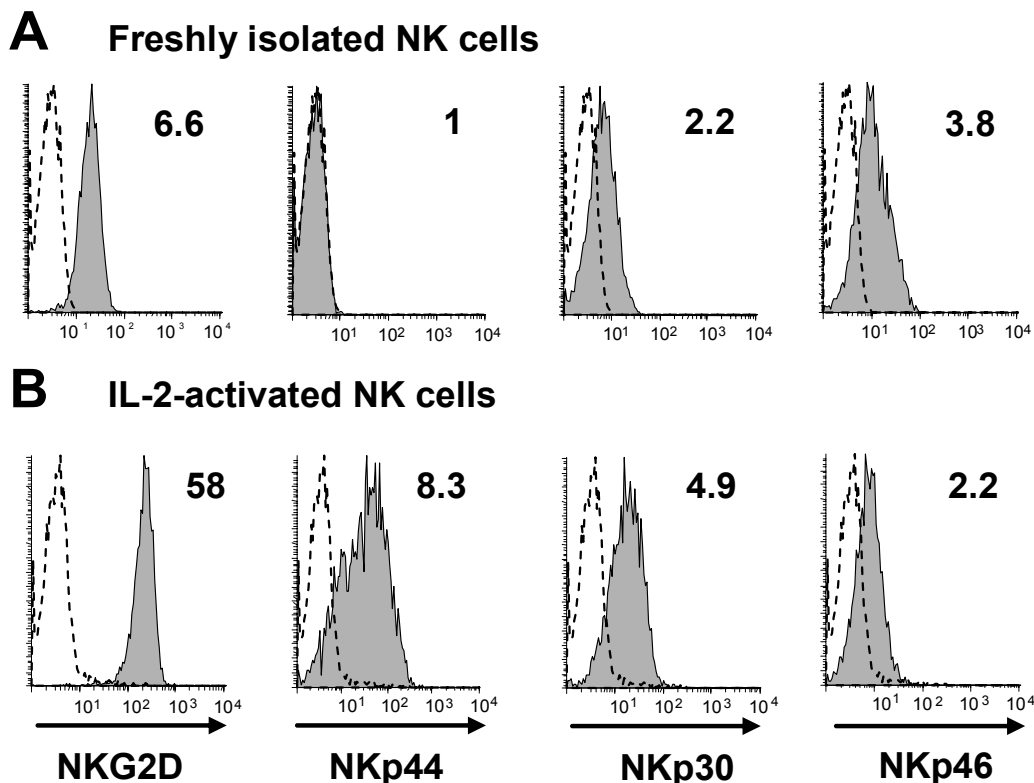 A Freshly isolated NK cells
6.6 1 2.2 3.8
10¹ 10² 10³ 10⁴ 10¹ 10² 10³ 10⁴ 10¹ 10² 10³ 10⁴ 10¹ 10² 10³ 10⁴
B IL-2-activated NK cells
58 8.3 4.9 2.2
10¹ 10² 10³ 10⁴ 10¹ 10² 10³ 10⁴ 10¹ 10² 10³ 10⁴ 10¹ 10² 10³ 10⁴
NKG2D NKp44 NKp30 NKp46